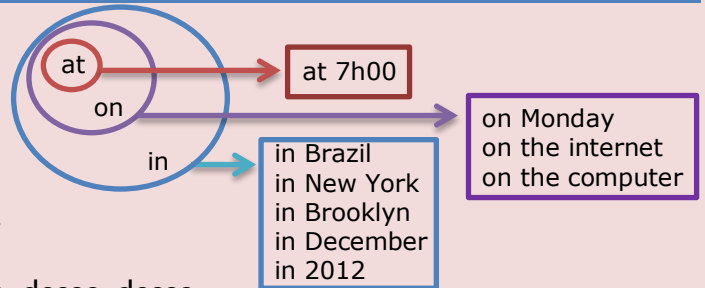 at
at 7h00
on
on Monday
on the internet
on the computer
in
in Brazil
in New York
in Brooklyn
in December
in 2012